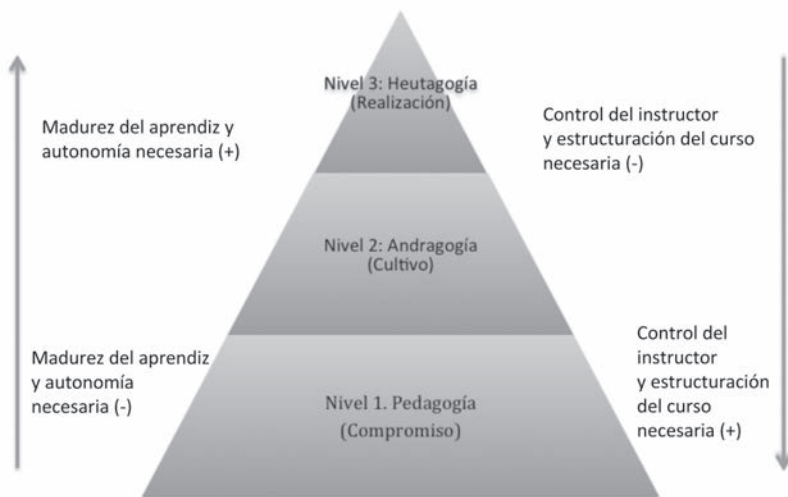 Nivel 3: Heutagogía
(Realización)
Madurez del aprendiz y
autonomía necesaria (+)
Control del instructor
y estructuración del curso
necesaria (-)
Nivel 2: Andragogía
(Cultivo)
Madurez del aprendiz
y autonomía
necesaria (-)
Nivel 1. Pedagogía
(Compromiso)
Control del
instructor
y estructuración
del curso
necesaria (+)